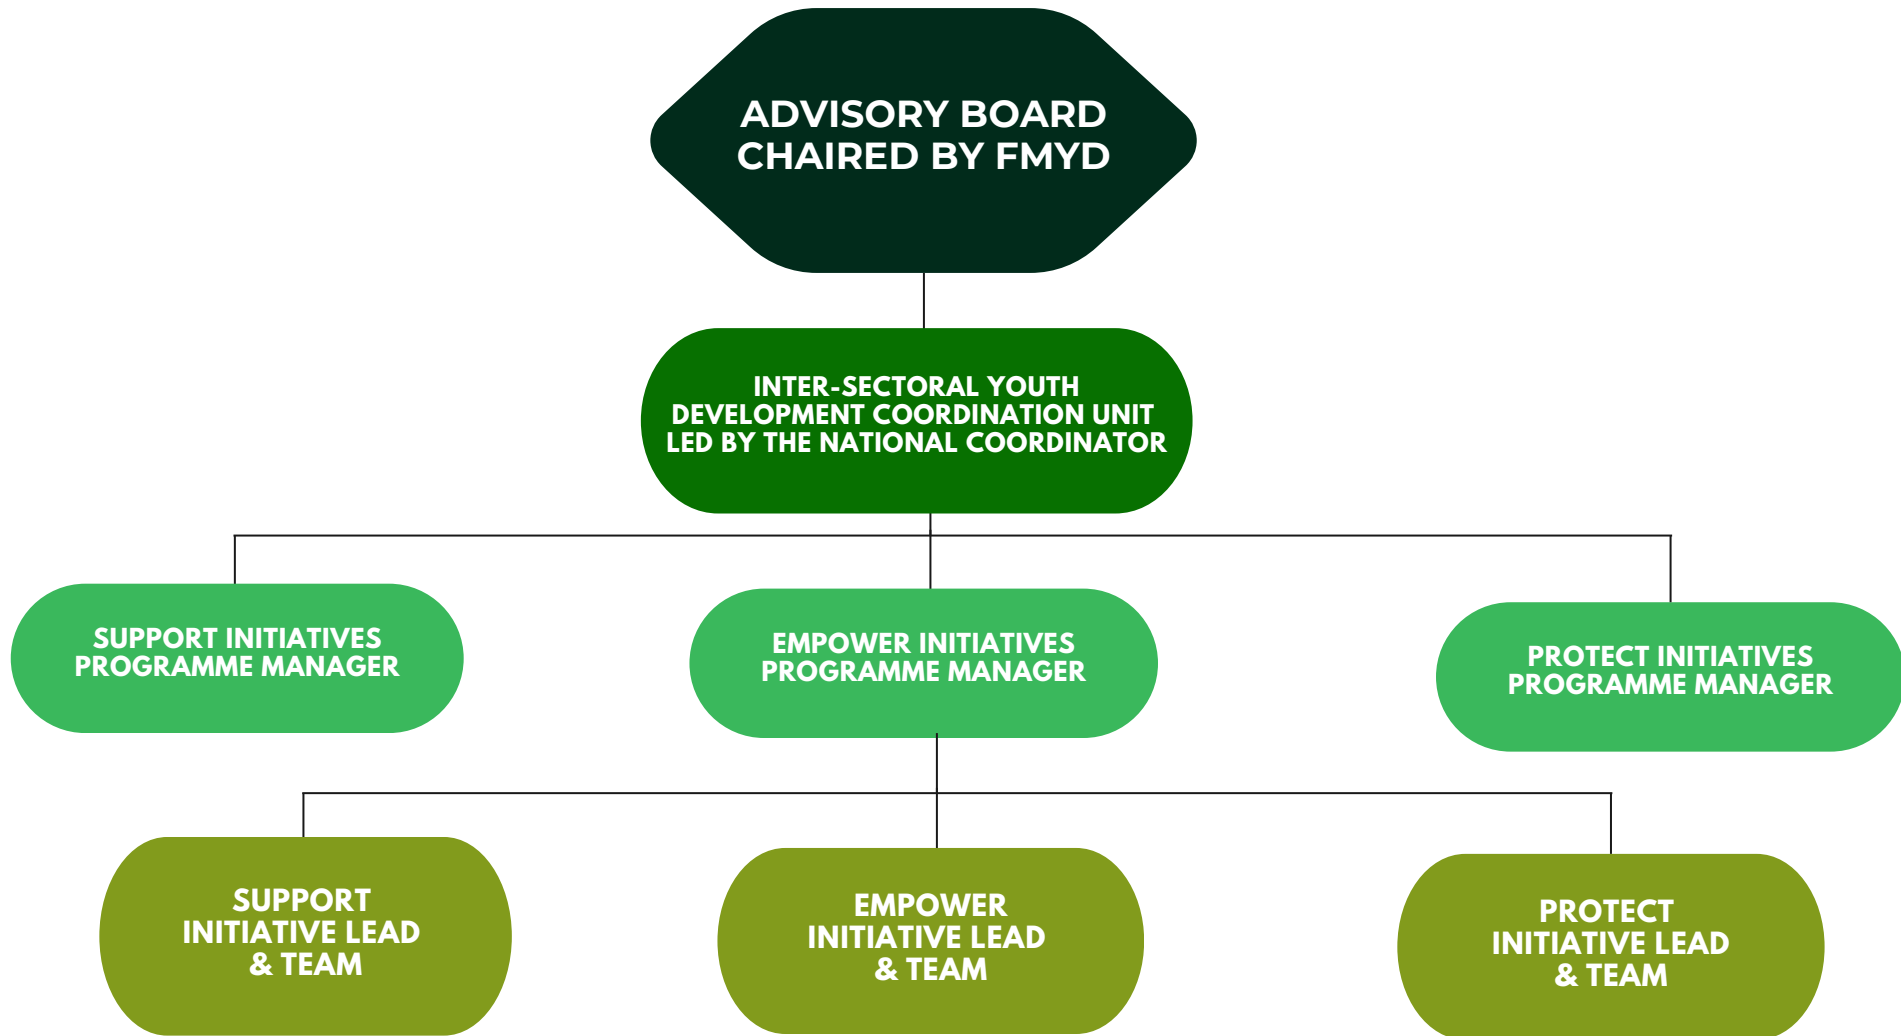 ADVISORY BOARD
CHAIRED BY FMYD
INTER-SECTORAL YOUTH
DEVELOPMENT COORDINATION UNIT
LED BY THE NATIONAL COORDINATOR
SUPPORT INITIATIVES
PROGRAMME MANAGER
EMPOWER INITIATIVES
PROGRAMME MANAGER
PROTECT INITIATIVES
PROGRAMME MANAGER
SUPPORT
INITIATIVE LEAD
& TEAM
EMPOWER
INITIATIVE LEAD
& TEAM
PROTECT
INITIATIVE LEAD
& TEAM